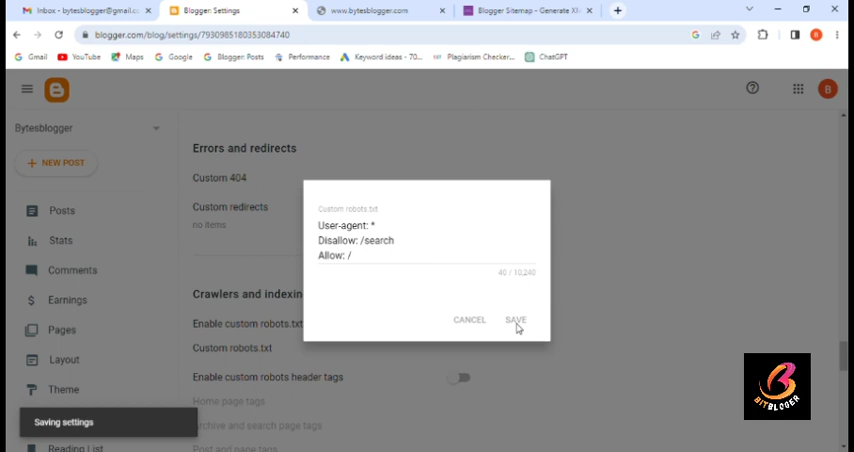 Inbox - bytesblogger@gmail.c
Blogger: Settings
www.bytesblogger.com
Blogger Sitemap - Generate XM
blogger.com/blog/settings/7930985180353084740
Gmail
YouTube
Maps
Google
Blogger: Posts
Performance
Keyword ideas - 70...
Plagiarism Checker...
ChatGPT
B
Bytesblogger
+ NEW POST
Posts
Stats
Comments
Earnings
Pages
Layout
Theme
Reading List
Errors and redirects
Custom 404
Custom redirects
no items
Crawlers and indexin
Enable custom robots.txt
Custom robots.txt
Enable custom robots header tags
Home page tags
Archive and search page tags
Post and page tags
Custom robots.txt
User-agent: *
Disallow: /search
Allow: /
40 / 10,240
CANCEL
SAVE
Saving settings
BITBLOGER